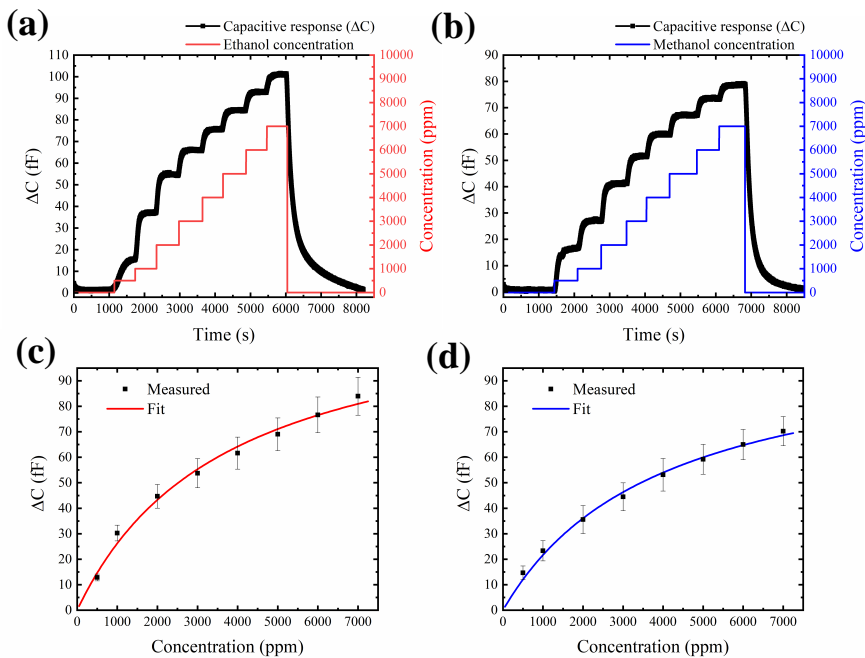 (a)
Capacitive response (ΔC)
Ethanol concentration
110
100
90
80
70
60
50
40
30
20
10
0
ΔC (fF)
10000
9000
8000
7000
6000
5000
4000
3000
2000
1000
0
Concentration (ppm)
0 1000 2000 3000 4000 5000 6000 7000 8000
Time (s)
(b)
Capacitive response (ΔC)
Methanol concentration
90
80
70
60
50
40
30
20
10
0
ΔC (fF)
10000
9000
8000
7000
6000
5000
4000
3000
2000
1000
0
Concentration (ppm)
0 1000 2000 3000 4000 5000 6000 7000 8000
Time (s)
(c)
Measured
Fit
90
80
70
60
50
40
30
20
10
0
ΔC (fF)
0 1000 2000 3000 4000 5000 6000 7000
Concentration (ppm)
(d)
Measured
Fit
90
80
70
60
50
40
30
20
10
0
ΔC (fF)
0 1000 2000 3000 4000 5000 6000 7000
Concentration (ppm)